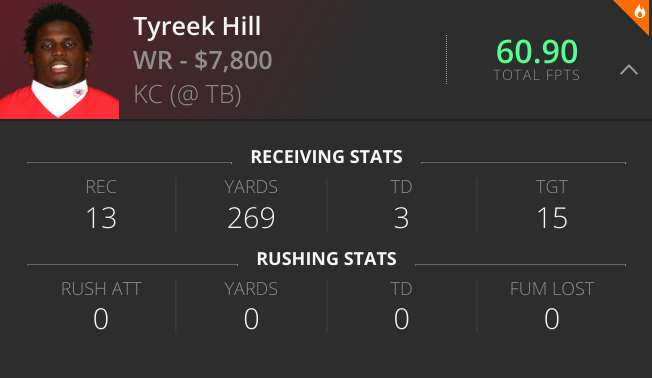 Tyreek Hill
WR - $7,800
KC (@ TB)
60.90
TOTAL FPTS
RECEIVING STATS
REC YARDS TD TGT
13 269 3 15
RUSHING STATS
RUSH ATT YARDS TD FUM LOST
0 0 0 0